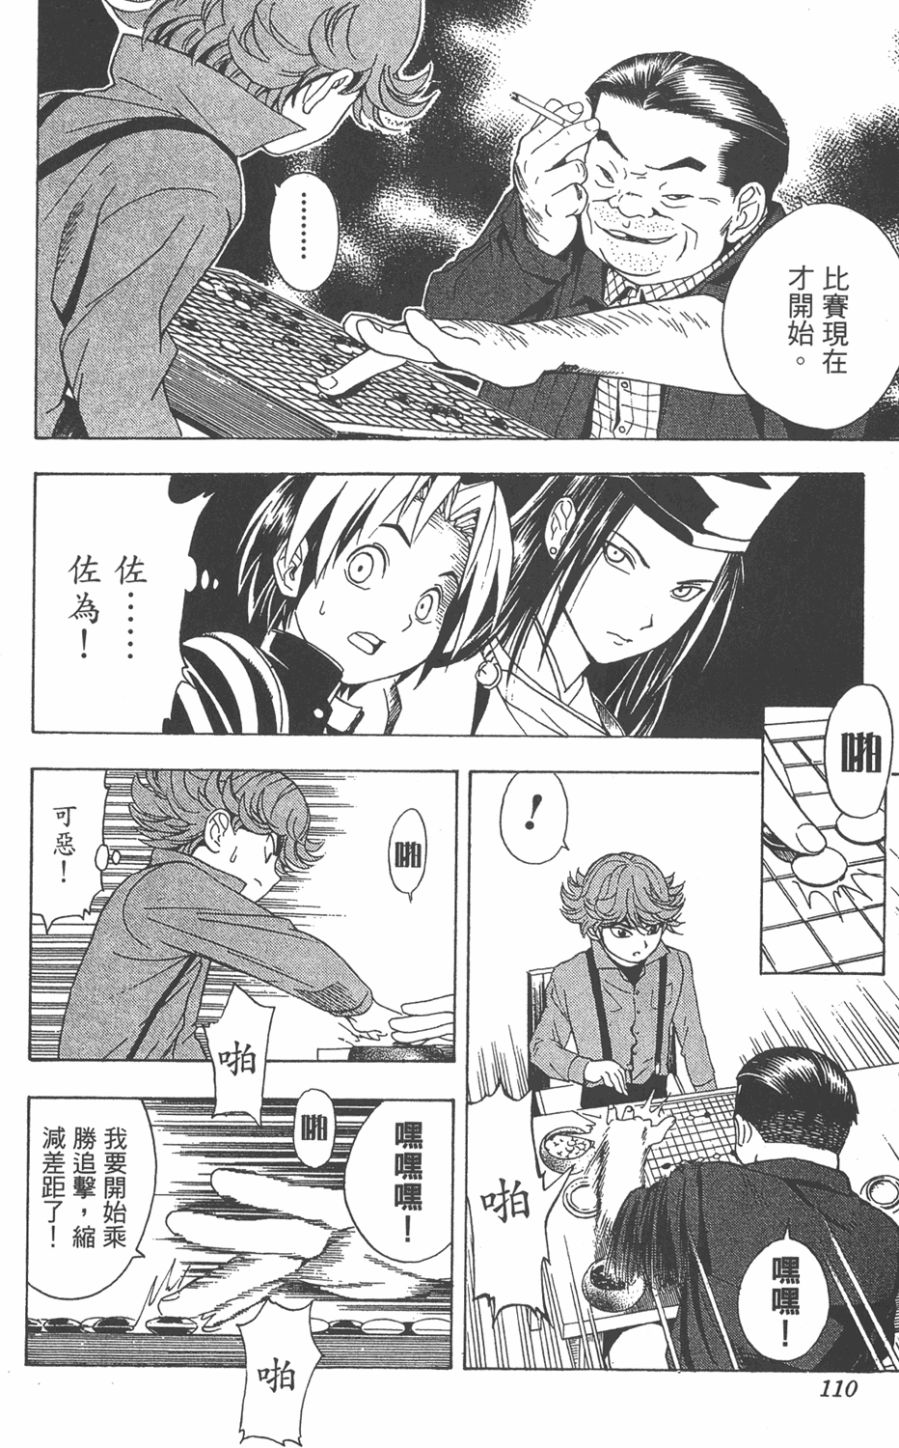 比賽現在
才開始。
………
佐……
佐為！
啪
！
嘿嘿！
啪
啪
可惡！
啪
嘿嘿嘿！
啪
我要開始乘
勝追擊，縮
減差距了！
啪
110